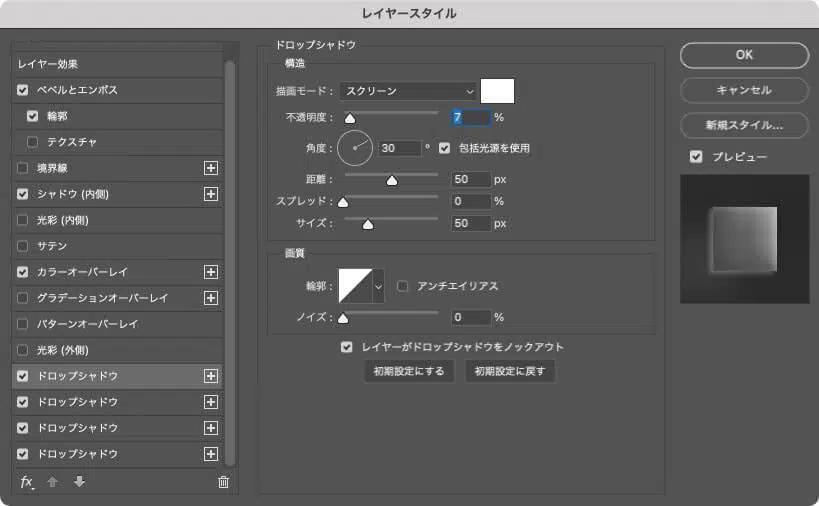 レイヤースタイル
レイヤー効果
ベベルとエンボス
輪郭
テクスチャ
境界線
シャドウ (内側)
光彩 (内側)
サテン
カラーオーバーレイ
グラデーションオーバーレイ
パターンオーバーレイ
光彩 (外側)
ドロップシャドウ
ドロップシャドウ
ドロップシャドウ
ドロップシャドウ
fx
ドロップシャドウ
構造
描画モード : スクリーン
不透明度 : 7 %
角度 : 30 ° 包括光源を使用
距離 : 50 px
スプレッド : 0 %
サイズ : 50 px
画質
輪郭 : アンチエイリアス
ノイズ : 0 %
レイヤーがドロップシャドウをノックアウト
初期設定にする 初期設定に戻す
OK
キャンセル
新規スタイル...
プレビュー